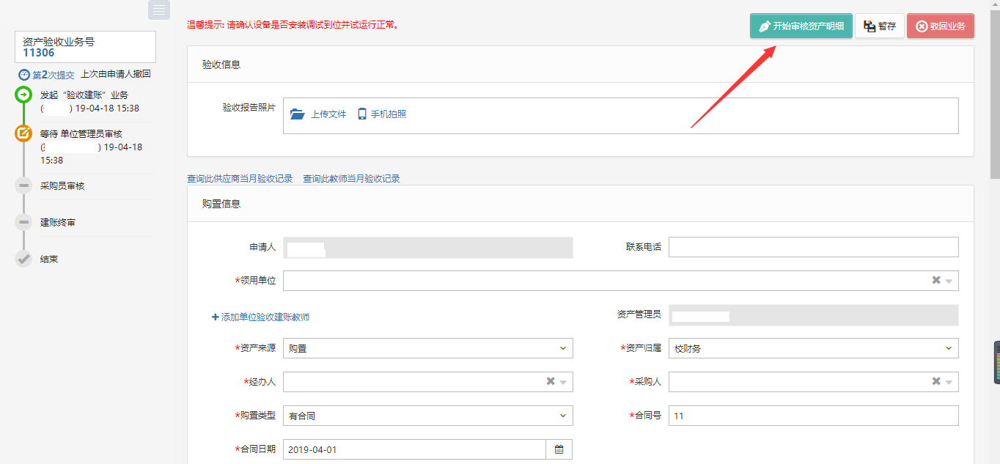 资产验收业务号
11306
第2次提交 上次由申请人撤回
发起“验收建账”业务
( ) 19-04-18 15:38
等待 单位管理员审核
( ) 19-04-18
15:38
采购员审核
建账终审
结束
温馨提示: 请确认设备是否安装调试到位并试运行正常。
开始审核资产明细 暂存 驳回业务
验收信息
验收报告照片 上传文件 手机拍照
查询此供应商当月验收记录 查询此教师当月验收记录
购置信息
申请人 联系电话
*领用单位
添加单位验收建账教师 资产管理员
*资产来源 购置 *资产归属 校财务
*经办人 *采购人
*购置类型 有合同 *合同号 11
*合同日期 2019-04-01